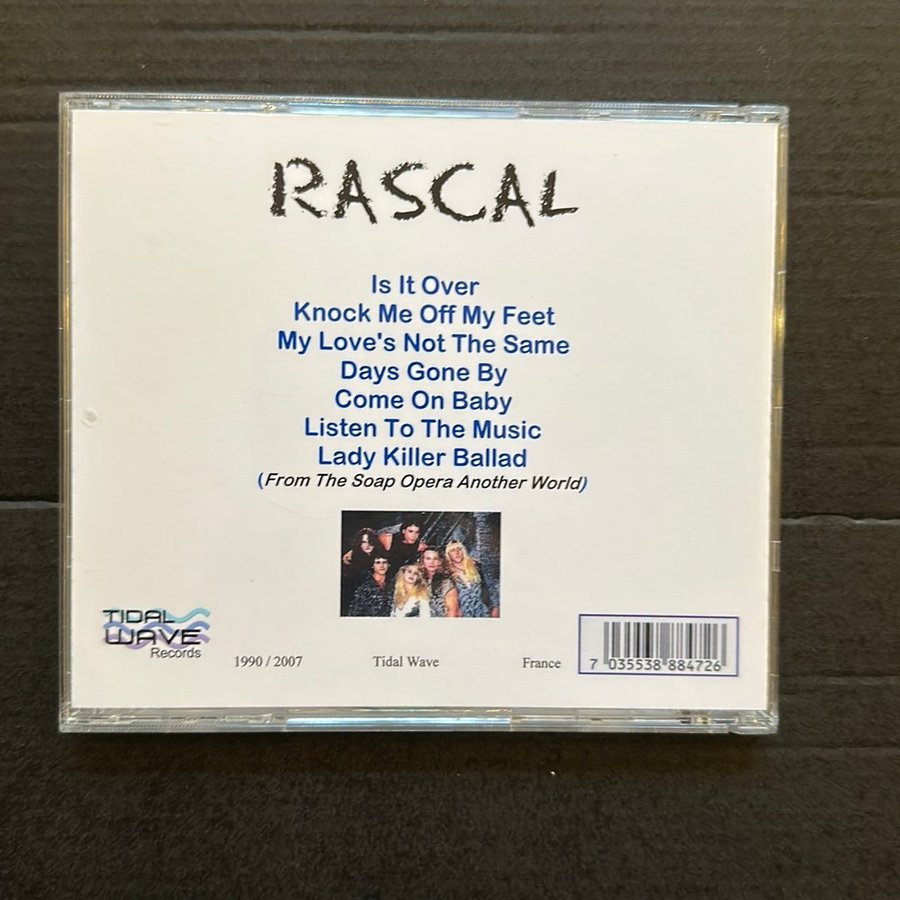 RASCAL
Is It Over
Knock Me Off My Feet
My Love's Not The Same
Days Gone By
Come On Baby
Listen To The Music
Lady Killer Ballad
(From The Soap Opera Another World)
TIDAL
WAVE
Records
1990 / 2007 Tidal Wave France
7 035538 884726